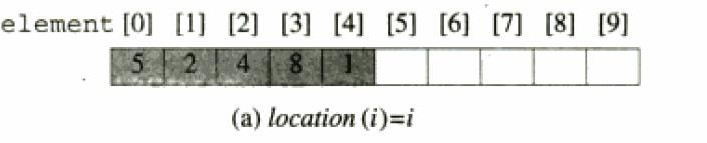 element [0] [1] [2] [3] [4] [5] [6] [7] [8] [9]
5 2 4 8 1
(a) location (i)=i